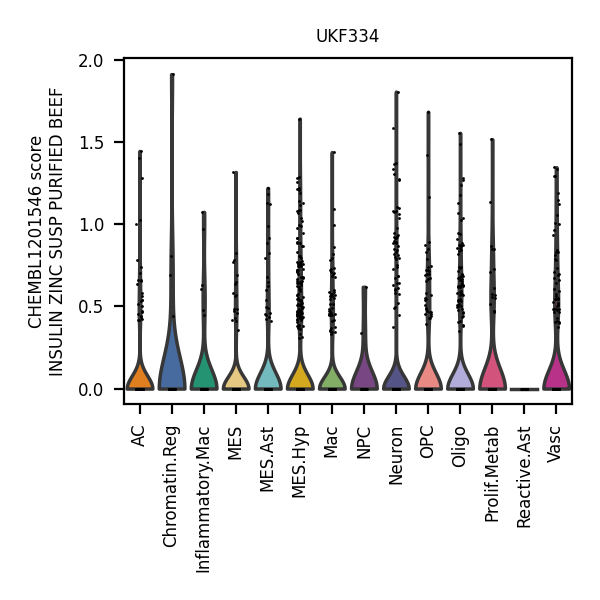 UKF334
CHEMBL1201546 score
INSULIN ZINC SUSP PURIFIED BEEF
2.0
1.5
1.0
0.5
0.0
AC
Chromatin.Reg
Inflammatory.Mac
MES
MES.Ast
MES.Hyp
Mac
NPC
Neuron
OPC
Oligo
Prolif.Metab
Reactive.Ast
Vasc